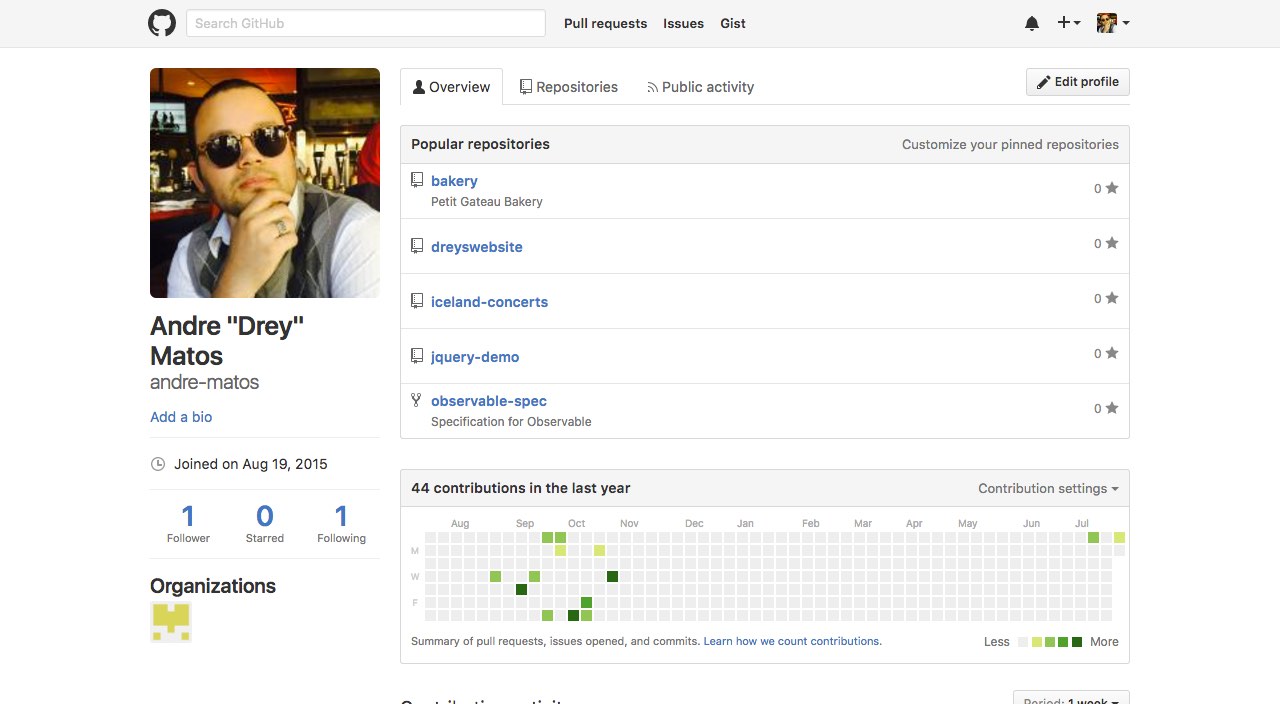 Search GitHub
Pull requests Issues Gist
Overview Repositories Public activity
Edit profile
Andre "Drey"
Matos
andre-matos
Add a bio
Joined on Aug 19, 2015
1 0 1
Follower Starred Following
Organizations
Popular repositories Customize your pinned repositories
bakery 0
Petit Gateau Bakery
dreyswebsite 0
iceland-concerts 0
jquery-demo 0
observable-spec 0
Specification for Observable
44 contributions in the last year Contribution settings
Aug Sep Oct Nov Dec Jan Feb Mar Apr May Jun Jul
M
W
F
Summary of pull requests, issues opened, and commits. Learn how we count contributions. Less More
Period: 1 week